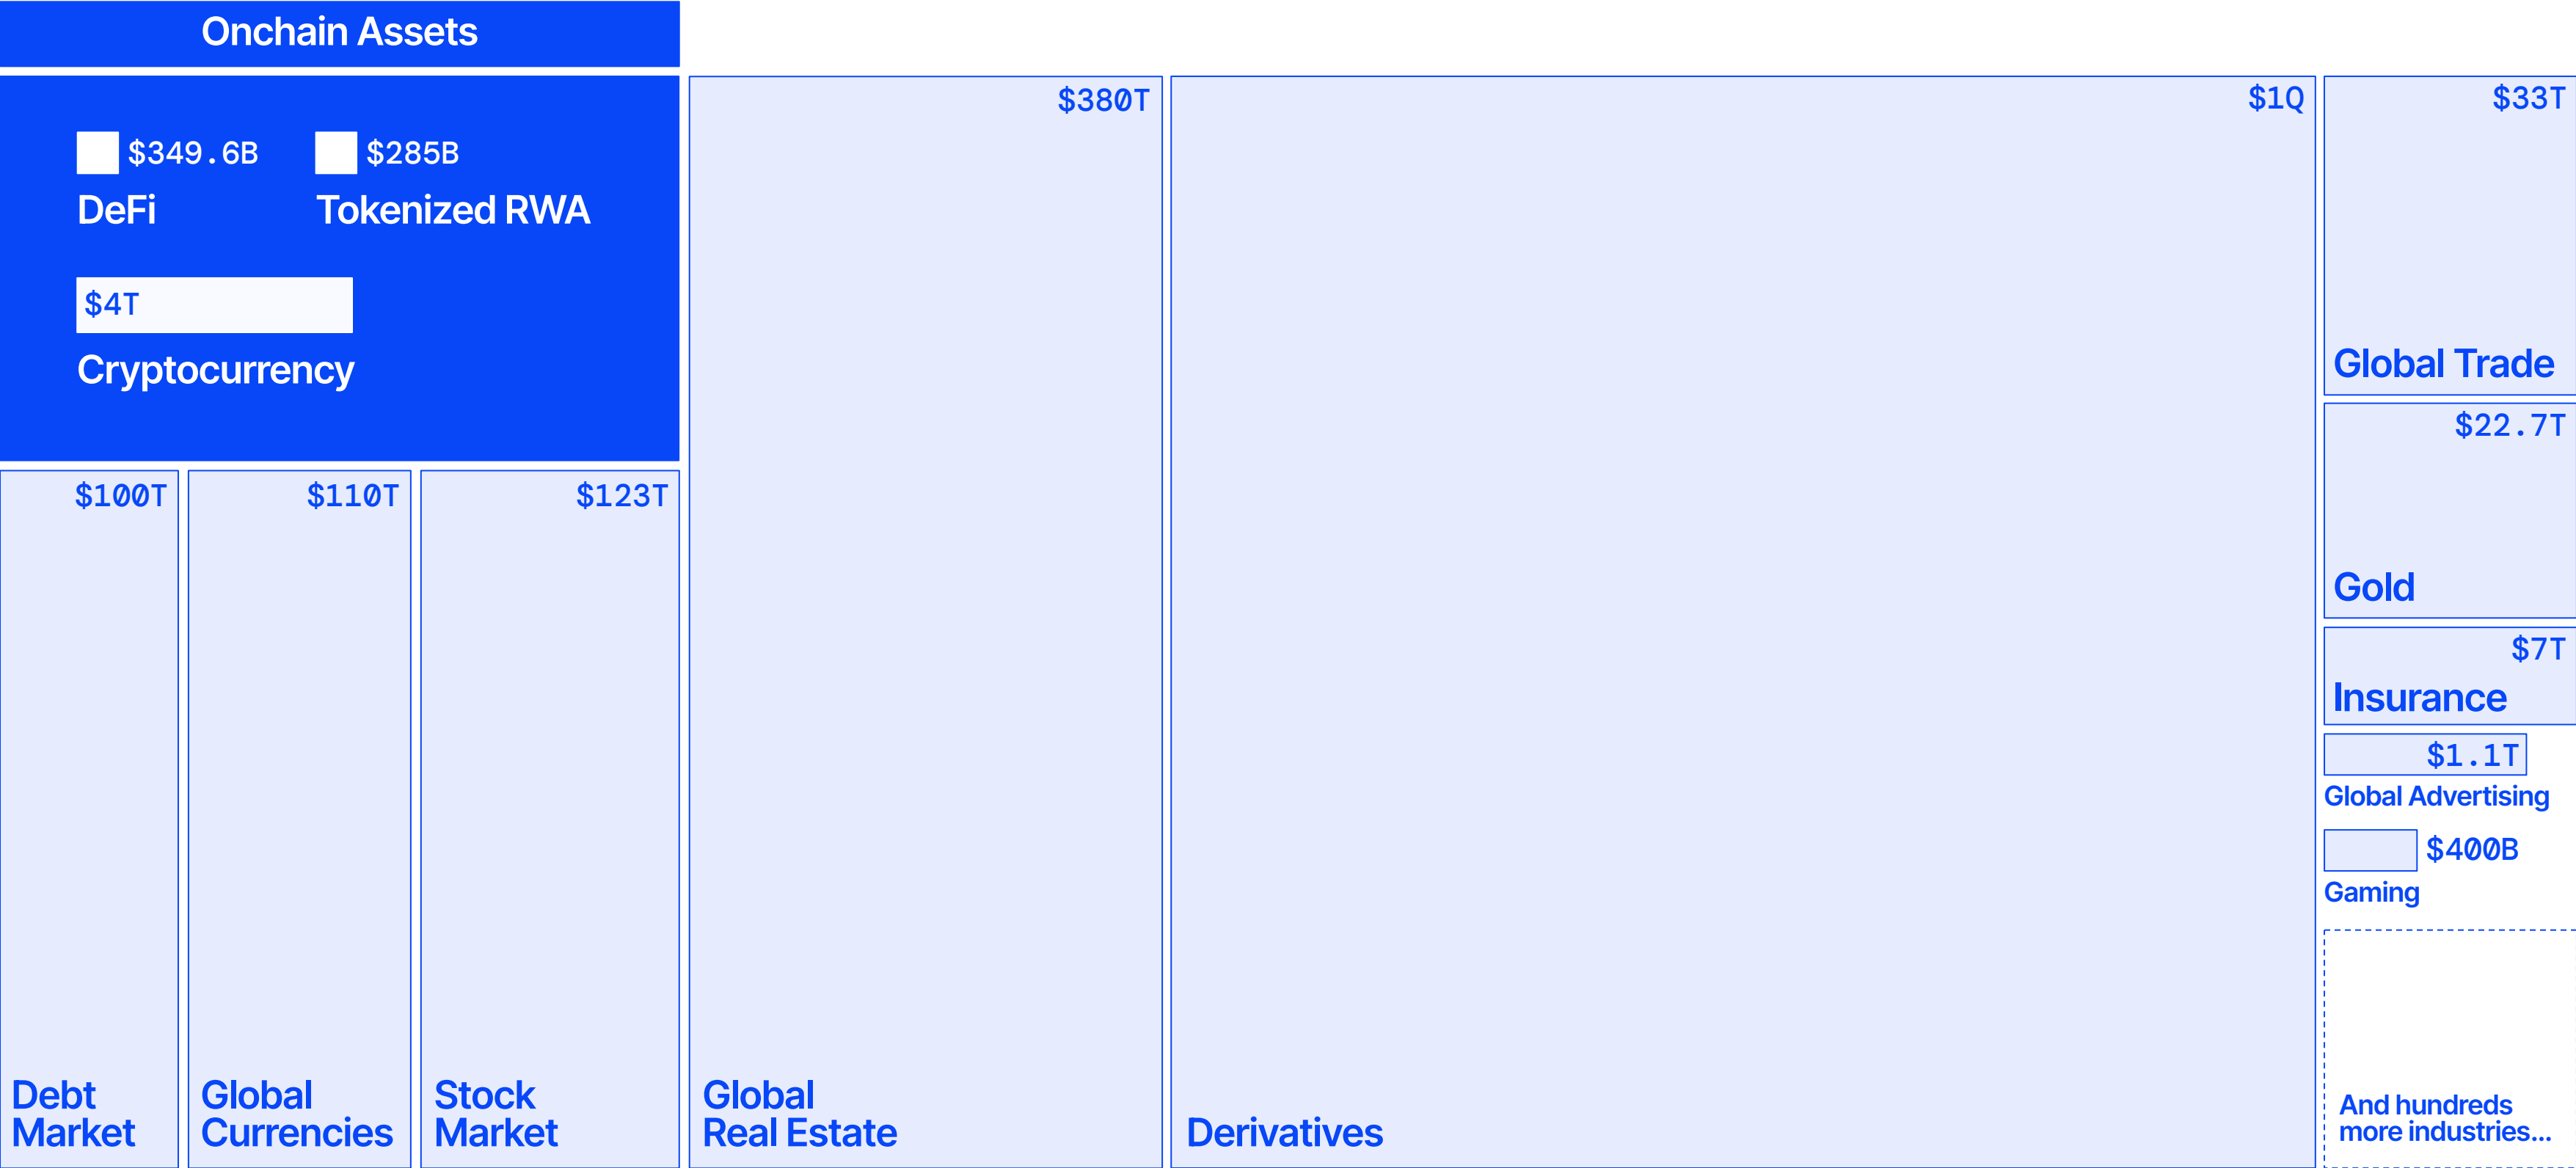 Onchain Assets
$349.6B
DeFi
$285B
Tokenized RWA
$4T
Cryptocurrency
$100T
Debt
Market
$110T
Global
Currencies
$123T
Stock
Market
$380T
Global
Real Estate
$1Q
Derivatives
$33T
Global Trade
$22.7T
Gold
$7T
Insurance
$1.1T
Global Advertising
$400B
Gaming
And hundreds
more industries...